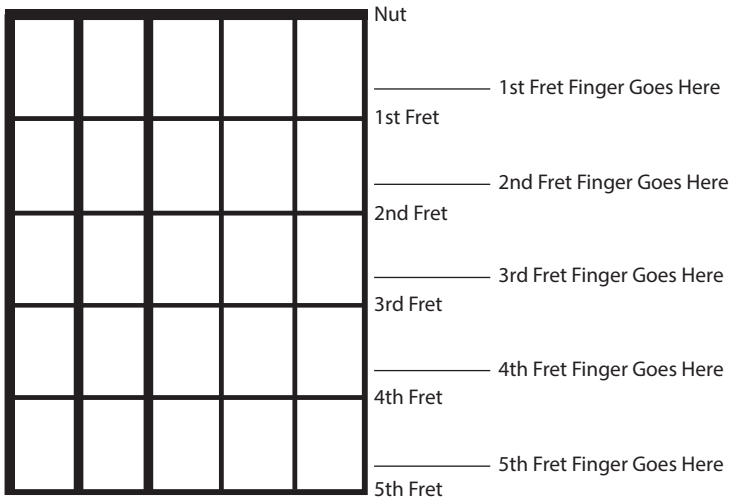 Nut
1st Fret Finger Goes Here
1st Fret
2nd Fret Finger Goes Here
2nd Fret
3rd Fret Finger Goes Here
3rd Fret
4th Fret Finger Goes Here
4th Fret
5th Fret Finger Goes Here
5th Fret